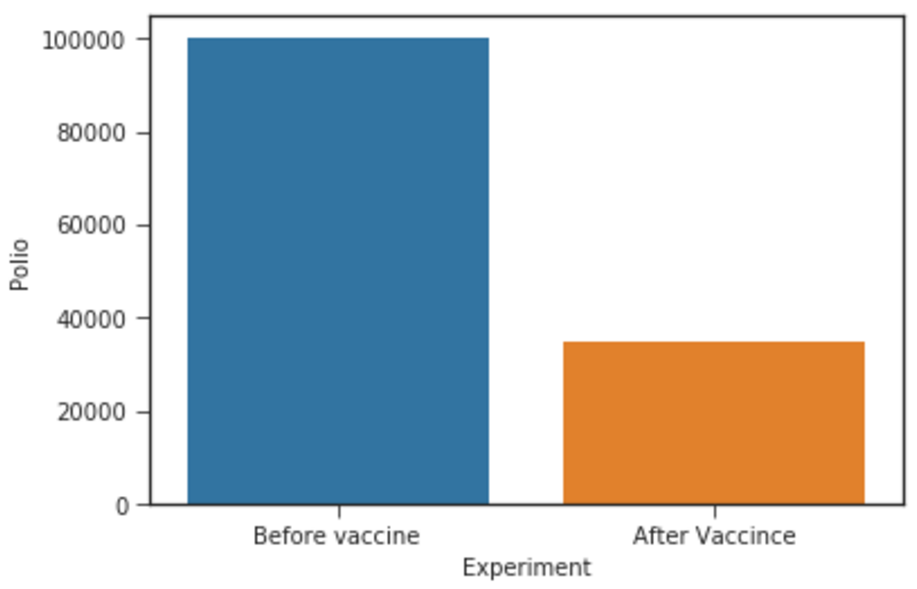 100000
80000
60000
40000
20000
0
Polio
Before vaccine
After Vaccince
Experiment